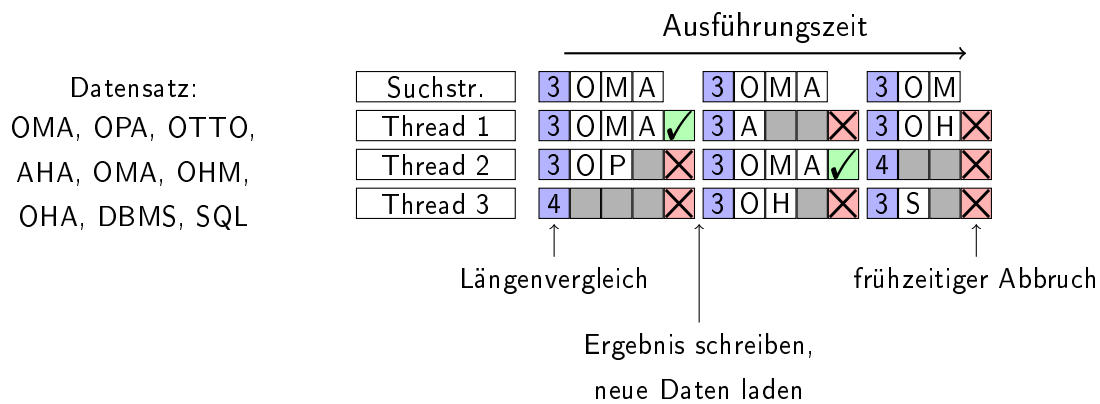 Ausführungszeit
Datensatz:
OMA, OPA, OTTO,
AHA, OMA, OHM,
OHA, DBMS, SQL
Suchstr. 3 O M A 3 O M A 3 O M
Thread 1 3 O M A ✓ 3 A ✕ 3 O H ✕
Thread 2 3 O P ✕ 3 O M A ✓ 4 ✕
Thread 3 4 ✕ 3 O H ✕ 3 S ✕
Längenvergleich
frühzeitiger Abbruch
Ergebnis schreiben,
neue Daten laden